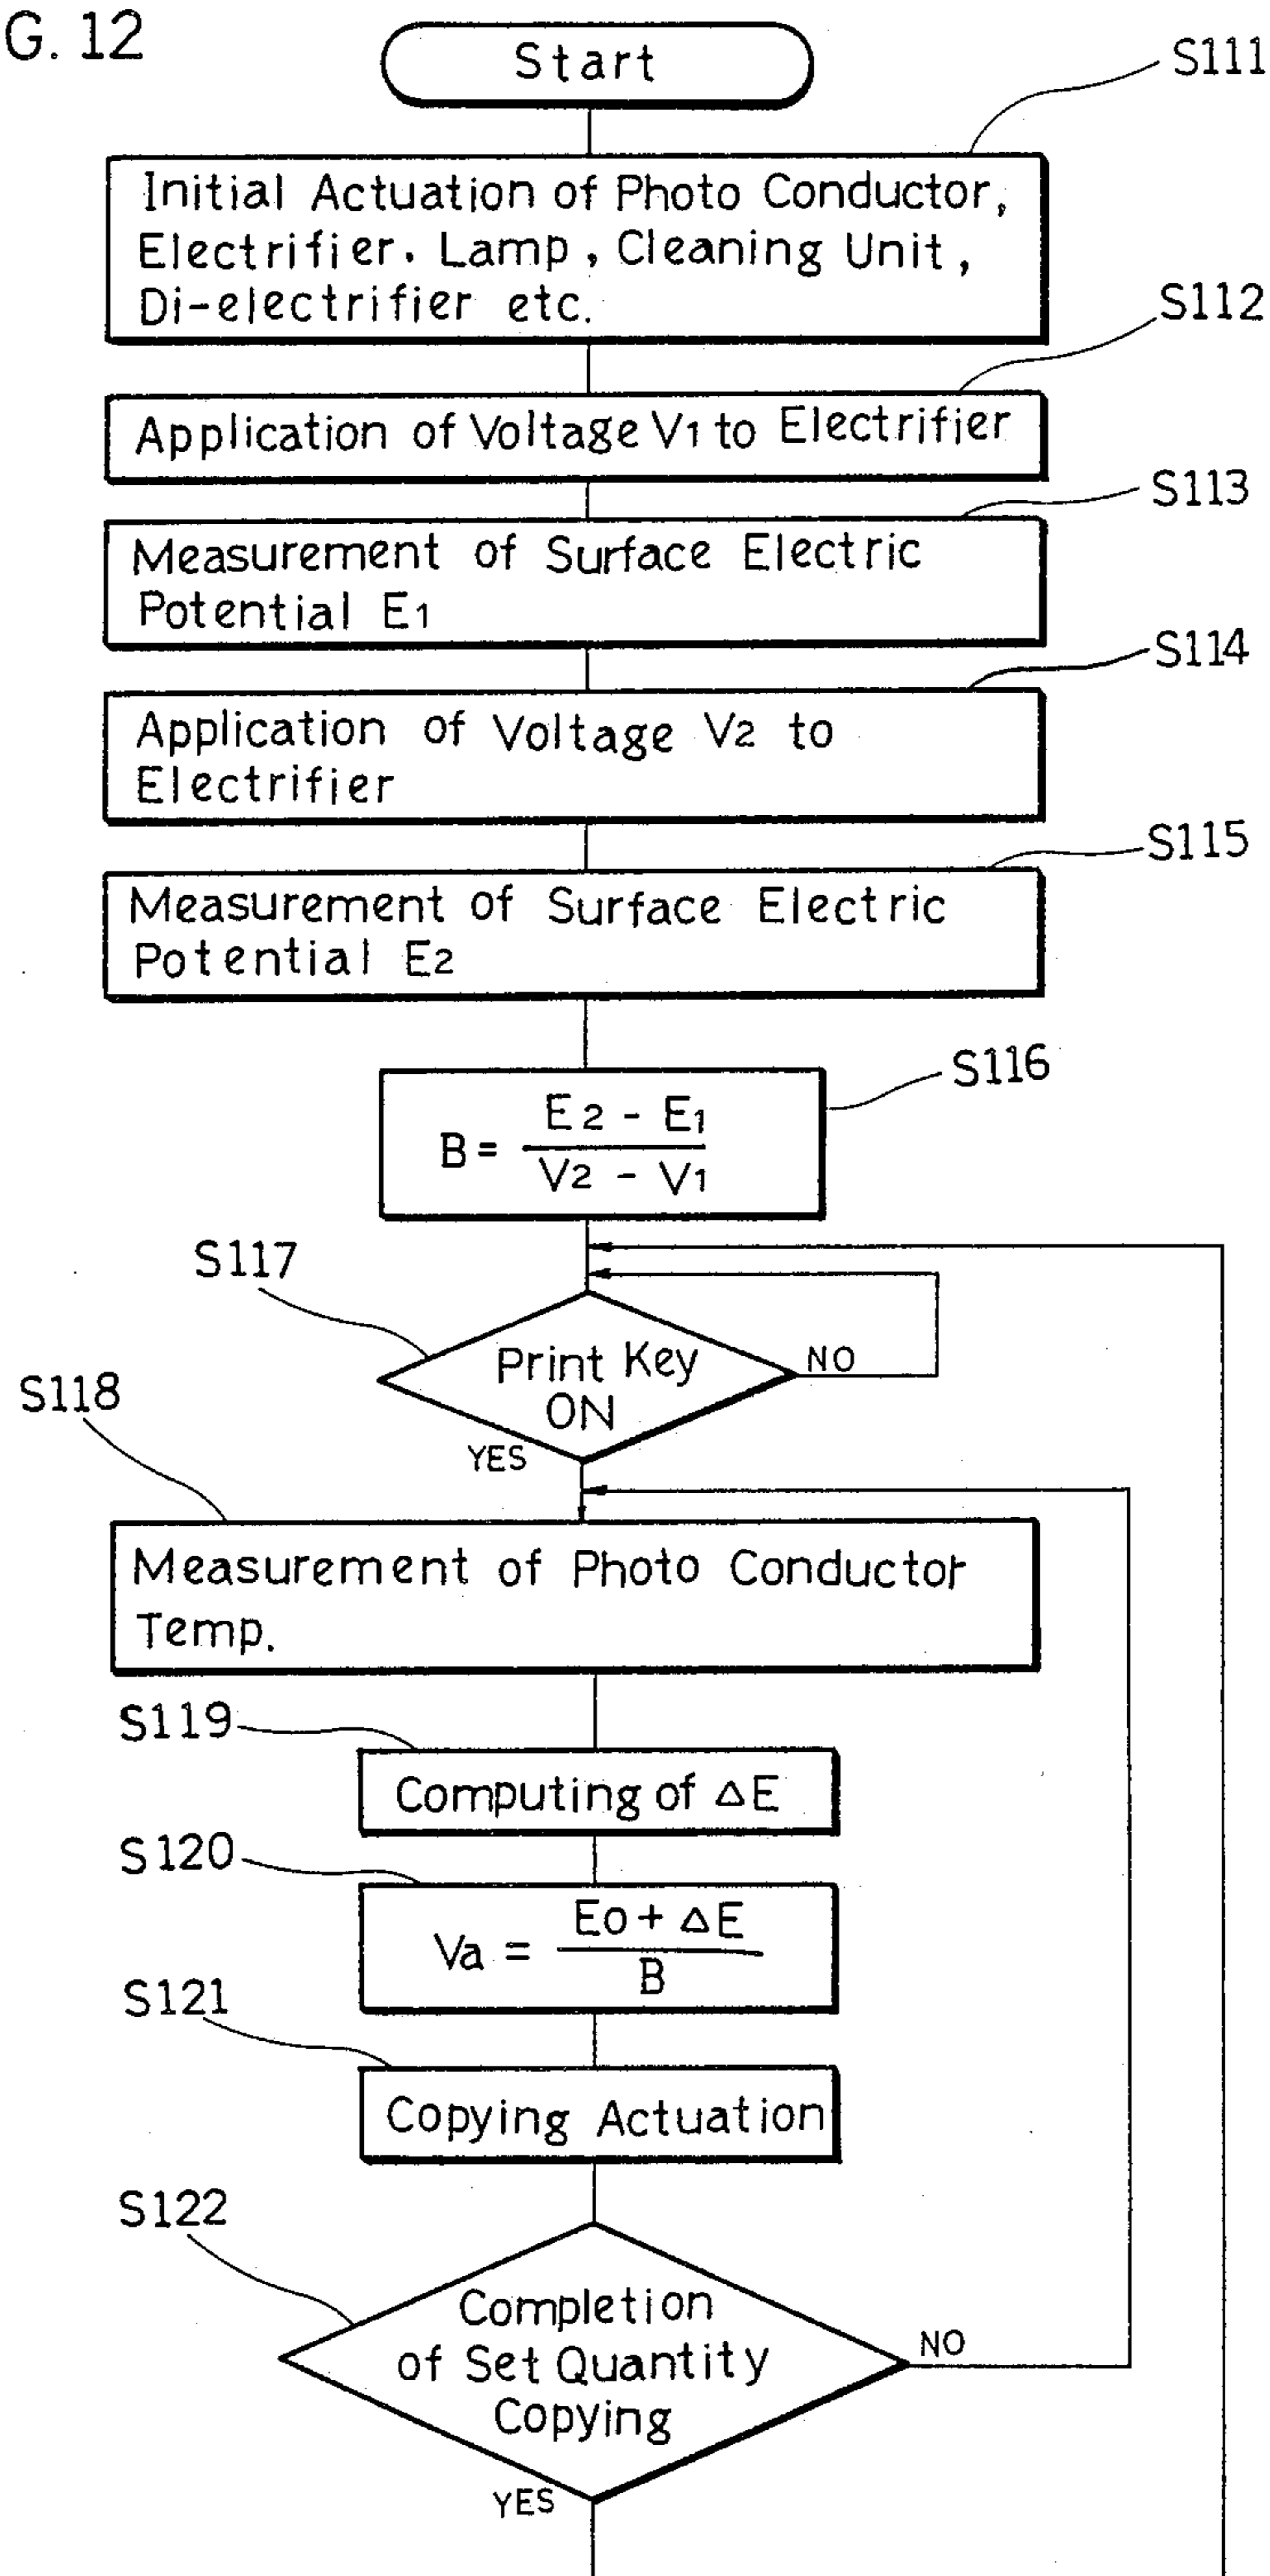 G. 12
Start
S111
Initial Actuation of Photo Conductor,
Electrifier. Lamp, Cleaning Unit,
Di-electrifier etc.
S112
Application of Voltage V1 to Electrifier
S113
Measurement of Surface Electric
Potential E1
S114
Application of Voltage V2 to
Electrifier
S115
Measurement of Surface Electric
Potential E2
S116
B = (E2 - E1) / (V2 - V1)
S117
Print Key
ON
NO
YES
S118
Measurement of Photo Conductor
Temp.
S119
Computing of ΔE
S120
Va = (Eo + ΔE) / B
S121
Copying Actuation
S122
Completion
of Set Quantity
Copying
NO
YES